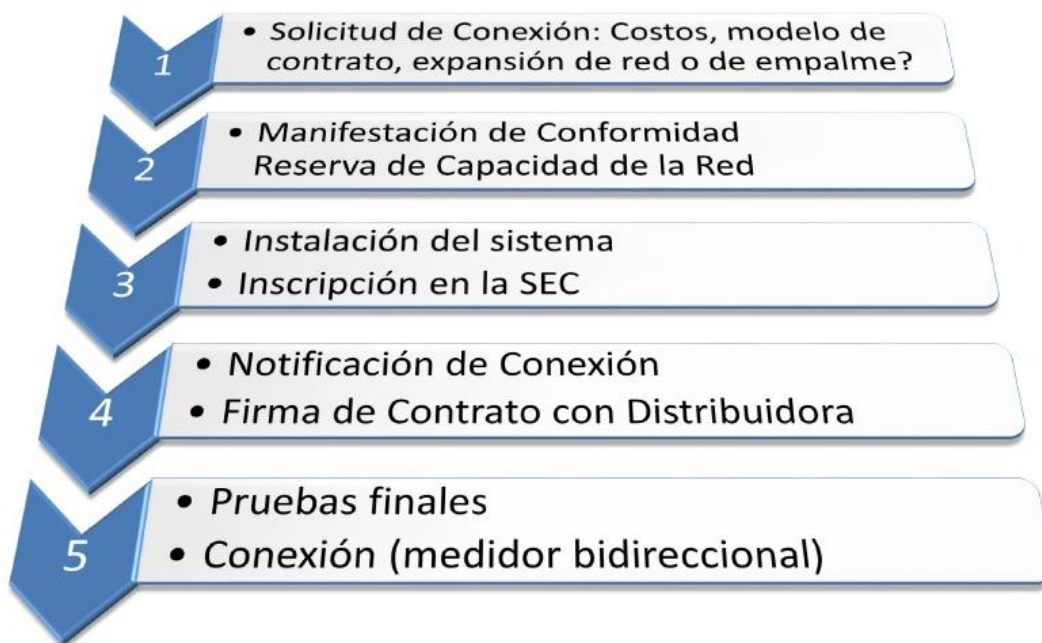 1
• Solicitud de Conexión: Costos, modelo de
contrato, expansión de red o de empalme?
2
• Manifestación de Conformidad
Reserva de Capacidad de la Red
3
• Instalación del sistema
• Inscripción en la SEC
4
• Notificación de Conexión
• Firma de Contrato con Distribuidora
5
• Pruebas finales
• Conexión (medidor bidireccional)